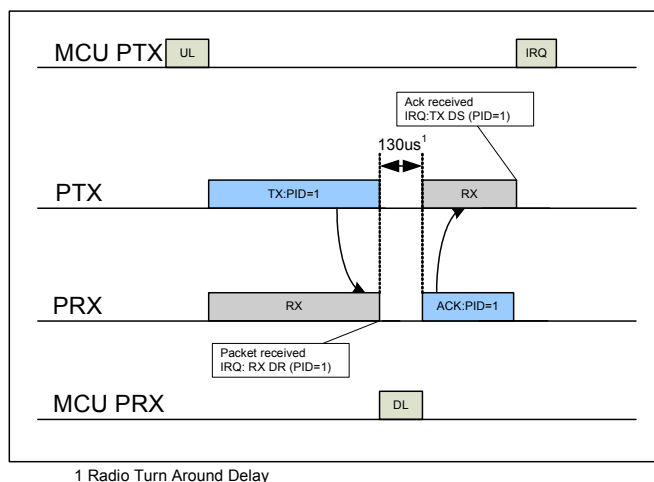 MCU PTX
UL
IRQ
Ack received
IRQ:TX DS (PID=1)
130us1
PTX
TX:PID=1
RX
PRX
RX
ACK:PID=1
Packet received
IRQ: RX DR (PID=1)
MCU PRX
DL
1 Radio Turn Around Delay